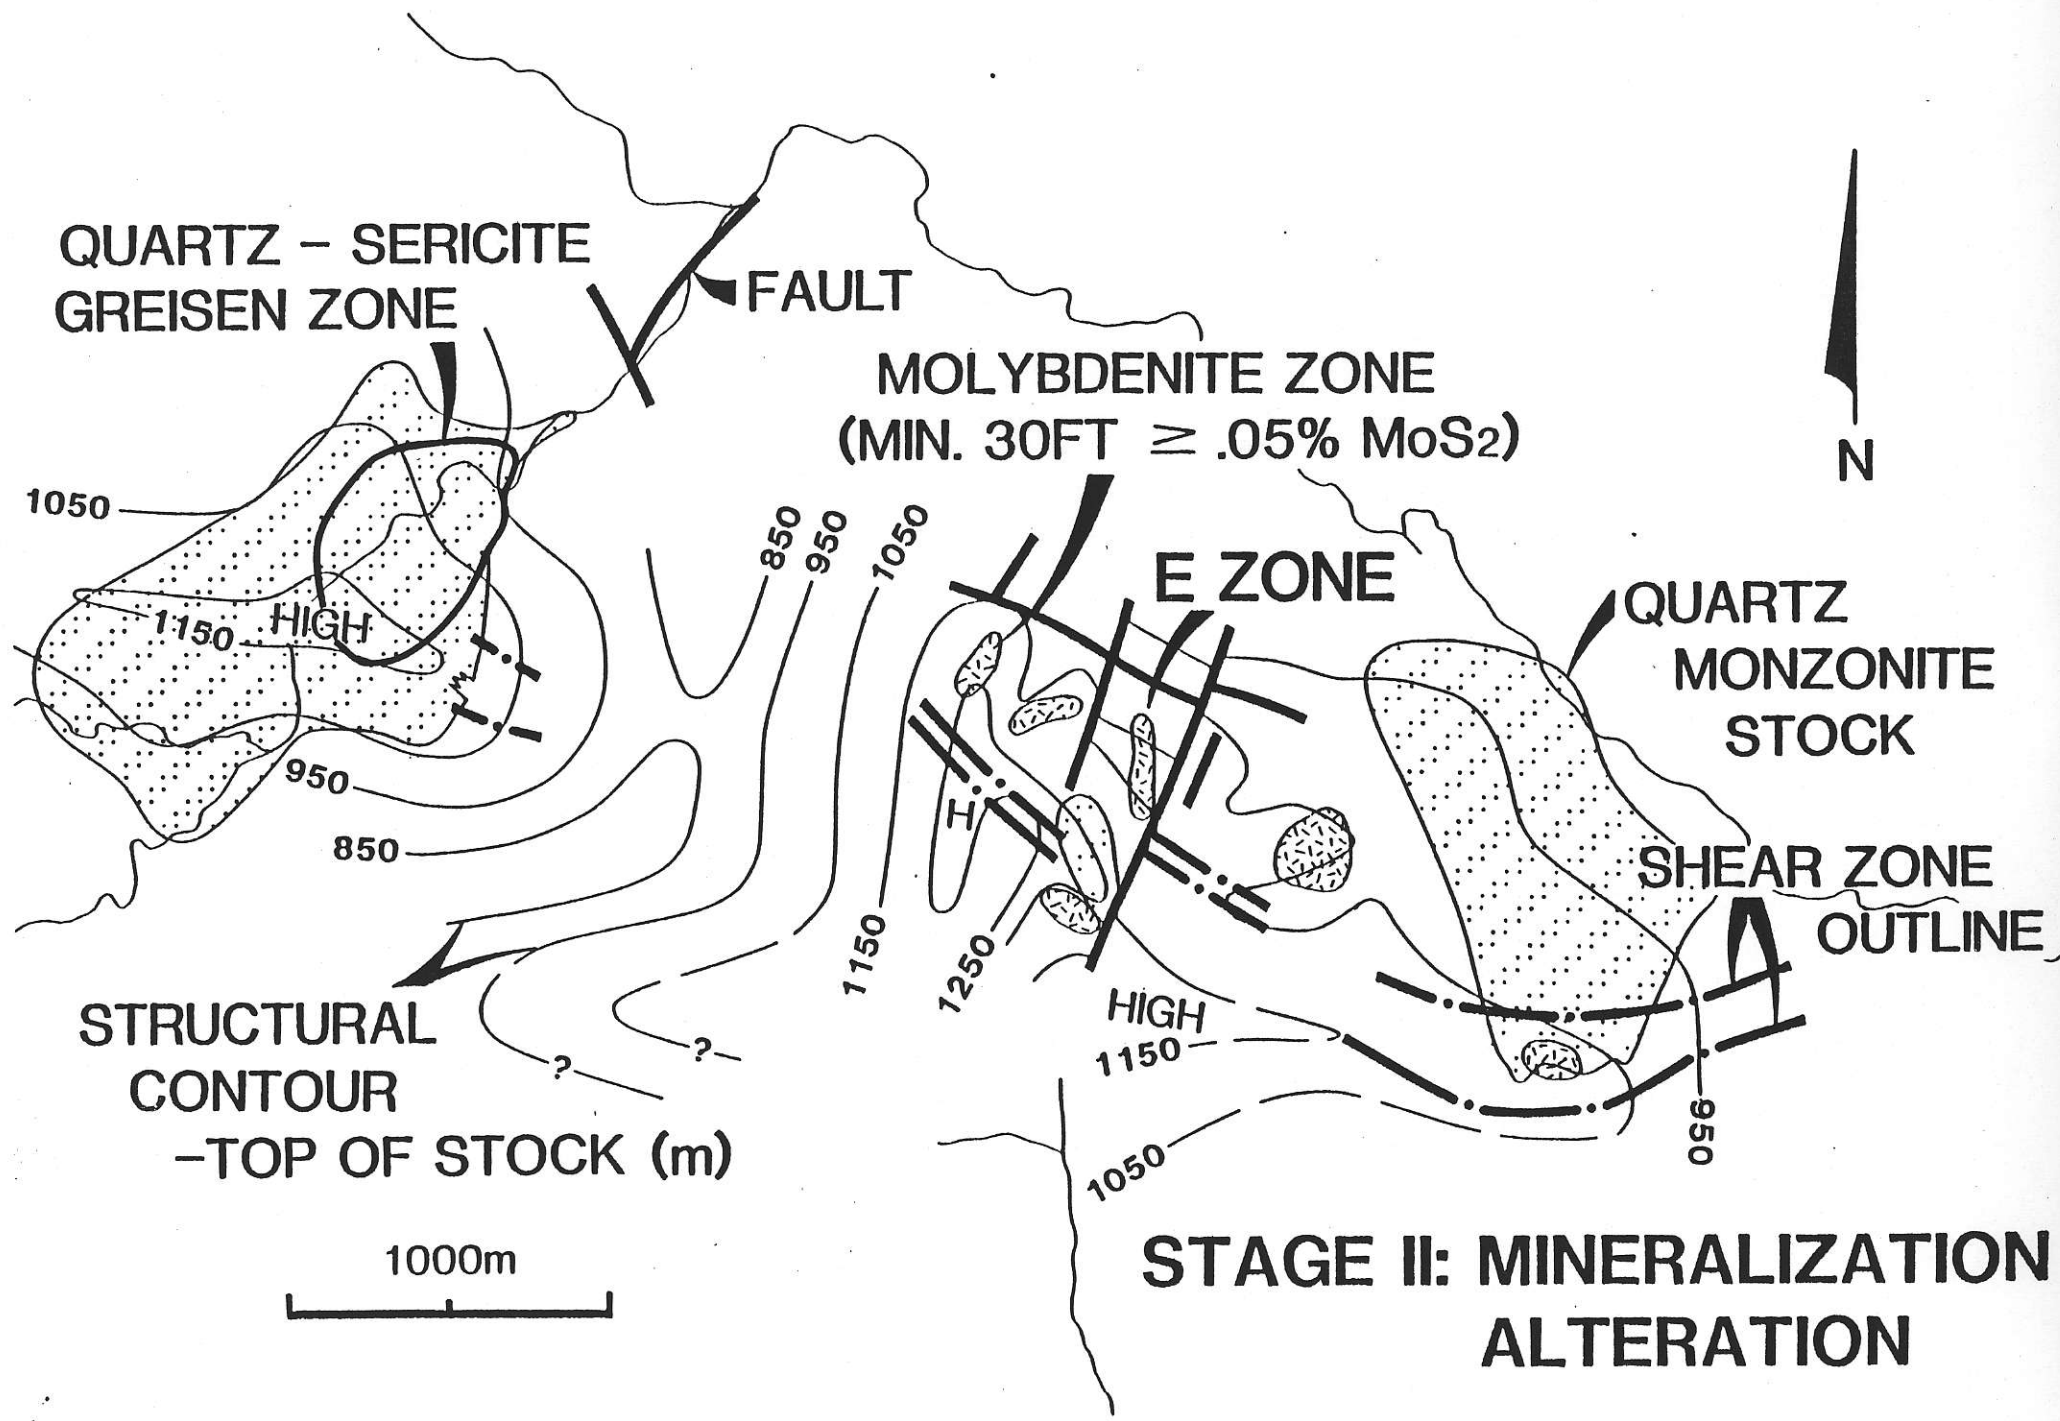 QUARTZ – SERICITE
GREISEN ZONE
FAULT
MOLYBDENITE ZONE
(MIN. 30FT ≥ .05% MoS2)
N
1050
850
950
1050
E ZONE
QUARTZ
MONZONITE
STOCK
1150
HIGH
950
850
H
SHEAR ZONE
OUTLINE
1150
1250
STRUCTURAL
CONTOUR
–TOP OF STOCK (m)
?
?
HIGH
1150
1050
950
1000m
STAGE II: MINERALIZATION
ALTERATION